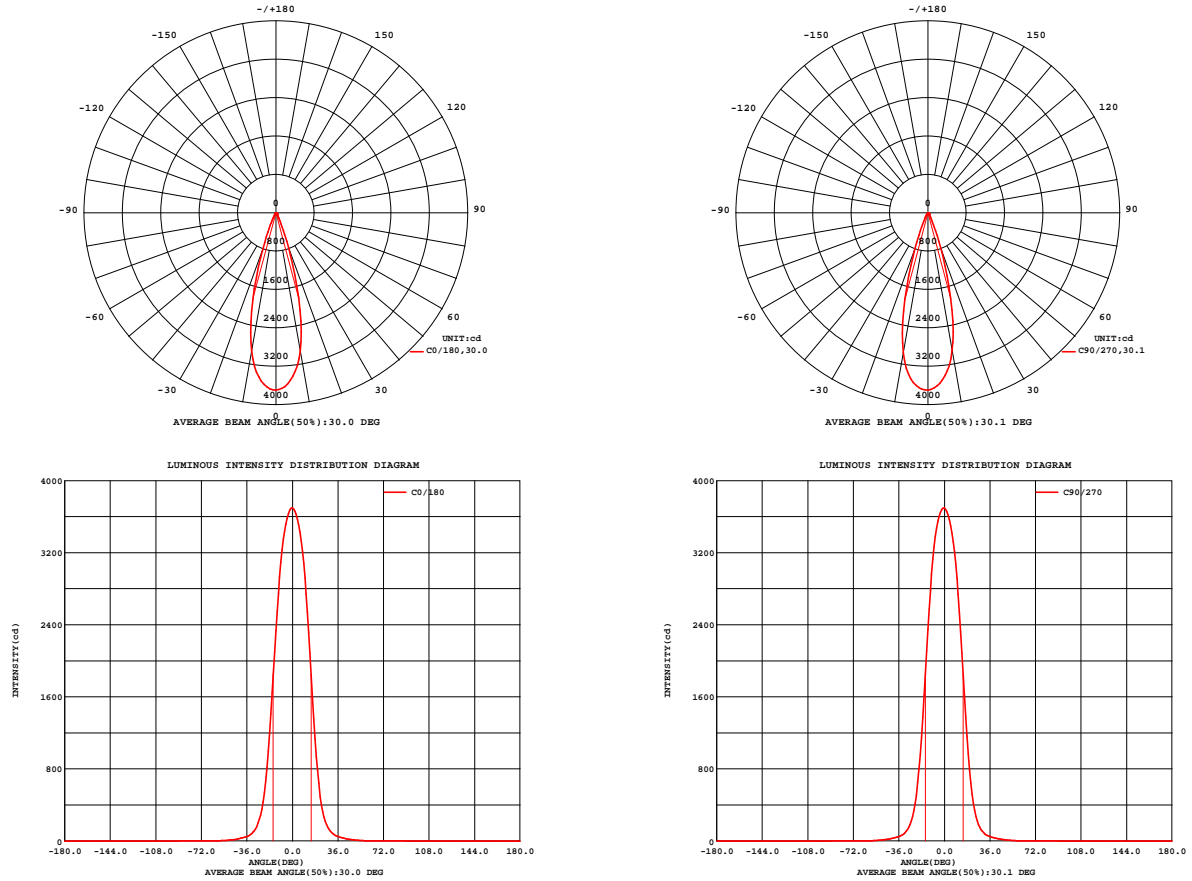 -/+180
-150
150
-120
120
-90
90
0
800
1600
2400
3200
4000
-60
60
-30
30
0
UNIT:cd
C0/180,30.0
AVERAGE BEAM ANGLE(50%):30.0 DEG
-/+180
-150
150
-120
120
-90
90
0
800
1600
2400
3200
4000
-60
60
-30
30
0
UNIT:cd
C90/270,30.1
AVERAGE BEAM ANGLE(50%):30.1 DEG
LUMINOUS INTENSITY DISTRIBUTION DIAGRAM
C0/180
INTENSITY(cd)
4000
3200
2400
1600
800
0
-180.0 -144.0 -108.0 -72.0 -36.0 0.0 36.0 72.0 108.0 144.0 180.0
ANGLE(DEG)
AVERAGE BEAM ANGLE(50%):30.0 DEG
LUMINOUS INTENSITY DISTRIBUTION DIAGRAM
C90/270
INTENSITY(cd)
4000
3200
2400
1600
800
0
-180.0 -144.0 -108.0 -72.0 -36.0 0.0 36.0 72.0 108.0 144.0 180.0
ANGLE(DEG)
AVERAGE BEAM ANGLE(50%):30.1 DEG